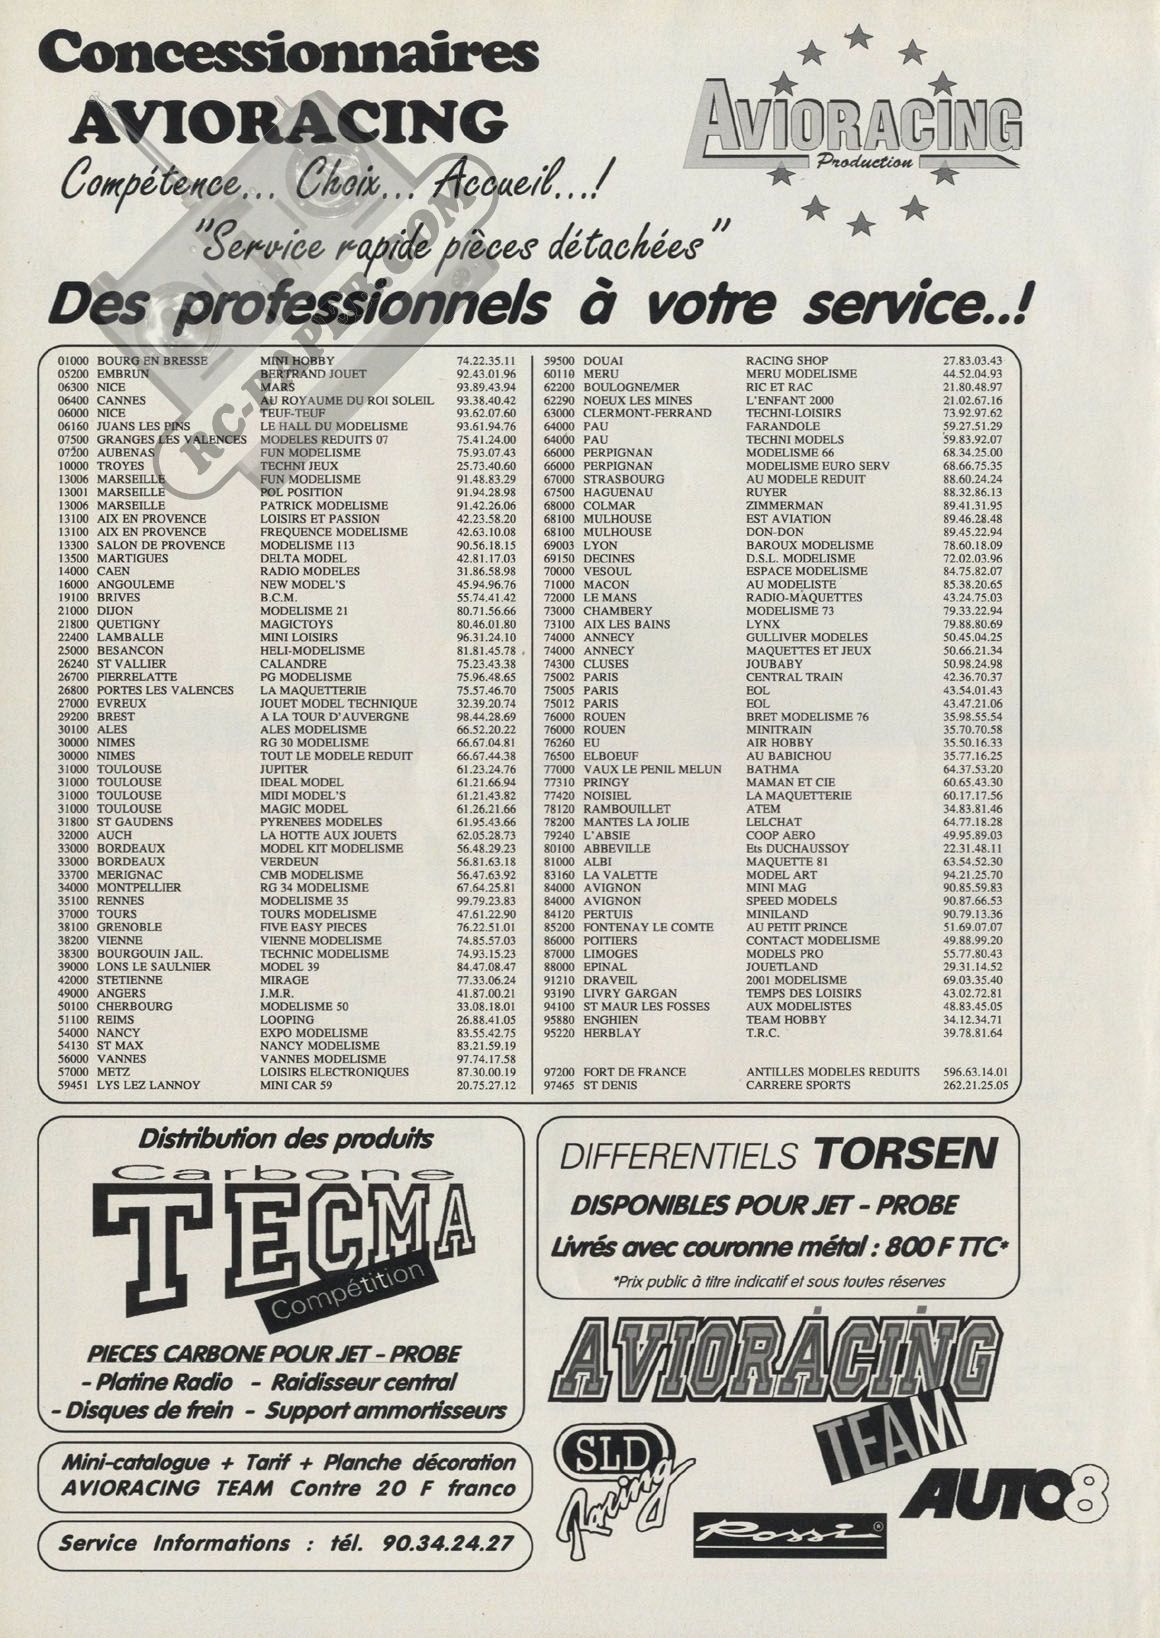 Concessionnaires
AVIORACING
Compétence... Choix... Accueil...!
"Service rapide pièces détachées"
Des professionnels à votre service..!
AVIORACING
Production
RC-PAPER.COM
01000 BOURG EN BRESSE MINI HOBBY 74.22.35.11
05200 EMBRUN BERTRAND JOUET 92.43.01.96
06300 NICE MARS 93.89.43.94
06400 CANNES AU ROYAUME DU ROI SOLEIL 93.38.40.42
06000 NICE TEUF-TEUF 93.62.07.60
06160 JUANS LES PINS LE HALL DU MODELISME 93.61.94.76
07500 GRANGES LES VALENCES MODELES REDUITS 07 75.41.24.00
07200 AUBENAS FUN MODELISME 75.93.07.43
10000 TROYES TECHNI JEUX 25.73.40.60
13006 MARSEILLE FUN MODELISME 91.48.83.29
13001 MARSEILLE POL POSITION 91.94.28.98
13006 MARSEILLE PATRICK MODELISME 91.42.26.06
13100 AIX EN PROVENCE LOISIRS ET PASSION 42.23.58.20
13100 AIX EN PROVENCE FREQUENCE MODELISME 42.63.10.08
13300 SALON DE PROVENCE MODELISME 113 90.56.18.15
13500 MARTIGUES DELTA MODEL 42.81.17.03
14000 CAEN RADIO MODELES 31.86.58.98
16000 ANGOULEME NEW MODEL'S 45.94.96.76
19100 BRIVES B.C.M. 55.74.41.42
21000 DIJON MODELISME 21 80.71.56.66
21800 QUETIGNY MAGICTOYS 80.46.01.80
22400 LAMBALLE MINI LOISIRS 96.31.24.10
25000 BESANCON HELI-MODELISME 81.81.45.78
26240 ST VALLIER CALANDRE 75.23.43.38
26700 PIERRELATTE PG MODELISME 75.96.48.65
26800 PORTES LES VALENCES LA MAQUETTERIE 75.57.46.70
27000 EVREUX JOUET MODEL TECHNIQUE 32.39.20.74
29200 BREST A LA TOUR D'AUVERGNE 98.44.28.69
30100 ALES ALES MODELISME 66.52.20.22
30000 NIMES RG 30 MODELISME 66.67.04.81
30000 NIMES TOUT LE MODELE REDUIT 66.67.44.38
31000 TOULOUSE JUPITER 61.23.24.76
31000 TOULOUSE IDEAL MODEL 61.21.66.94
31000 TOULOUSE MIDI MODEL'S 61.21.43.82
31000 TOULOUSE MAGIC MODEL 61.26.21.66
31800 ST GAUDENS PYRENEES MODELES 61.95.43.66
32000 AUCH LA HOTTE AUX JOUETS 62.05.28.73
33000 BORDEAUX MODEL KIT MODELISME 56.48.29.23
33000 BORDEAUX VERDEUN 56.81.63.18
33700 MERIGNAC CMB MODELISME 56.47.63.92
34000 MONTPELLIER RG 34 MODELISME 67.64.25.81
35100 RENNES MODELISME 35 99.79.23.83
37000 TOURS TOURS MODELISME 47.61.22.90
38100 GRENOBLE FIVE EASY PIECES 76.22.51.01
38200 VIENNE VIENNE MODELISME 74.85.57.03
38300 BOURGOUIN JAIL. TECHNIC MODELISME 74.93.15.23
39000 LONS LE SAULNIER MODEL 39 84.47.08.47
42000 STETIENNE MIRAGE 77.33.06.24
49000 ANGERS J.M.R. 41.87.00.21
50100 CHERBOURG MODELISME 50 33.08.18.01
51100 REIMS LOOPING 26.88.41.05
54000 NANCY EXPO MODELISME 83.55.42.75
54130 ST MAX NANCY MODELISME 83.21.59.19
56000 VANNES VANNES MODELISME 97.74.17.58
57000 METZ LOISIRS ELECTRONIQUES 87.30.00.19
59451 LYS LEZ LANNOY MINI CAR 59 20.75.27.12
59500 DOUAI RACING SHOP 27.83.03.43
60110 MERU MERU MODELISME 44.52.04.93
62200 BOULOGNE/MER RIC ET RAC 21.80.48.97
62290 NOEUX LES MINES L'ENFANT 2000 21.02.67.16
63000 CLERMONT-FERRAND TECHNI-LOISIRS 73.92.97.62
64000 PAU FARANDOLE 59.27.51.29
64000 PAU TECHNI MODELS 59.83.92.07
66000 PERPIGNAN MODELISME 66 68.34.25.00
66000 PERPIGNAN MODELISME EURO SERV 68.66.75.35
67000 STRASBOURG AU MODELE REDUIT 88.60.24.24
67500 HAGUENAU RUYER 88.32.86.13
68000 COLMAR ZIMMERMAN 89.41.31.95
68100 MULHOUSE EST AVIATION 89.46.28.48
68100 MULHOUSE DON-DON 89.45.22.94
69003 LYON BAROUX MODELISME 78.60.18.09
69150 DECINES D.S.L. MODELISME 72.02.03.96
70000 VESOUL ESPACE MODELISME 84.75.82.07
71000 MACON AU MODELISTE 85.38.20.65
72000 LE MANS RADIO-MAQUETTES 43.24.75.03
73000 CHAMBERY MODELISME 73 79.33.22.94
73100 AIX LES BAINS LYNX 79.88.80.69
74000 ANNECY GULLIVER MODELES 50.45.04.25
74000 ANNECY MAQUETTES ET JEUX 50.66.21.34
74300 CLUSES JOUBABY 50.98.24.98
75002 PARIS CENTRAL TRAIN 42.36.70.37
75005 PARIS EOL 43.54.01.43
75012 PARIS EOL 43.47.21.06
76000 ROUEN BRET MODELISME 76 35.98.55.54
76000 ROUEN MINITRAIN 35.70.70.58
76260 EU AIR HOBBY 35.50.16.33
76500 ELBOEUF AU BABICHOU 35.77.16.25
77000 VAUX LE PENIL MELUN BATHMA 64.37.53.20
77310 PRINGY MAMAN ET CIE 60.65.43.30
77420 NOISIEL LA MAQUETTERIE 60.17.17.56
78120 RAMBOUILLET ATEM 34.83.81.46
78200 MANTES LA JOLIE LELCHAT 64.77.18.28
79240 L'ABSIE COOP AERO 49.95.89.03
80100 ABBEVILLE Ets DUCHAUSSOY 22.31.48.11
81000 ALBI MAQUETTE 81 63.54.52.30
83160 LA VALETTE MODEL ART 94.21.25.70
84000 AVIGNON MINI MAG 90.85.59.83
84000 AVIGNON SPEED MODELS 90.87.66.53
84120 PERTUIS MINILAND 90.79.13.36
85200 FONTENAY LE COMTE AU PETIT PRINCE 51.69.07.07
86000 POITIERS CONTACT MODELISME 49.88.99.20
87000 LIMOGES MODELS PRO 55.77.80.43
88000 EPINAL JOUETLAND 29.31.14.52
91210 DRAVEIL 2001 MODELISME 69.03.35.40
93190 LIVRY GARGAN TEMPS DES LOISIRS 43.02.72.81
94100 ST MAUR LES FOSSES AUX MODELISTES 48.83.45.05
95880 ENGHIEN TEAM HOBBY 34.12.34.71
95220 HERBLAY T.R.C. 39.78.81.64
97200 FORT DE FRANCE ANTILLES MODELES REDUITS 596.63.14.01
97465 ST DENIS CARRERE SPORTS 262.21.25.05
Distribution des produits
Carbone
TECMA
Compétition
PIECES CARBONE POUR JET - PROBE
- Platine Radio - Raidisseur central
- Disques de frein - Support ammortisseurs
Mini-catalogue + Tarif + Planche décoration
AVIORACING TEAM Contre 20 F franco
Service Informations : tél. 90.34.24.27
DIFFERENTIELS TORSEN
DISPONIBLES POUR JET - PROBE
Livrés avec couronne métal : 800 F TTC*
*Prix public à titre indicatif et sous toutes réserves
AVIORACING
TEAM
SLD
Racing
AUTO8
Rossi®